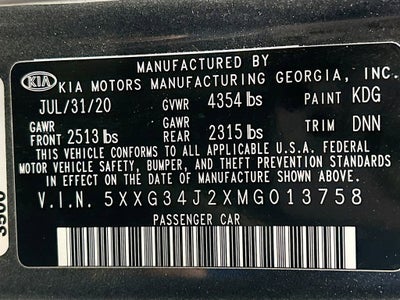 MANUFACTURED BY
KIA KIA MOTORS MANUFACTURING GEORGIA, INC.
JUL/31/20 GVWR 4354 lbs PAINT KDG
GAWR FRONT 2513 lbs GAWR REAR 2315 lbs TRIM DNN
THIS VEHICLE CONFORMS TO ALL APPLICABLE U.S.A. FEDERAL
MOTOR VEHICLE SAFETY, BUMPER, AND THEFT PREVENTION STANDARDS
IN EFFECT ON THE DATE OF MANUFACTURE SHOWN ABOVE.
V.I.N. 5XXG34J2XMG013758
PASSENGER CAR